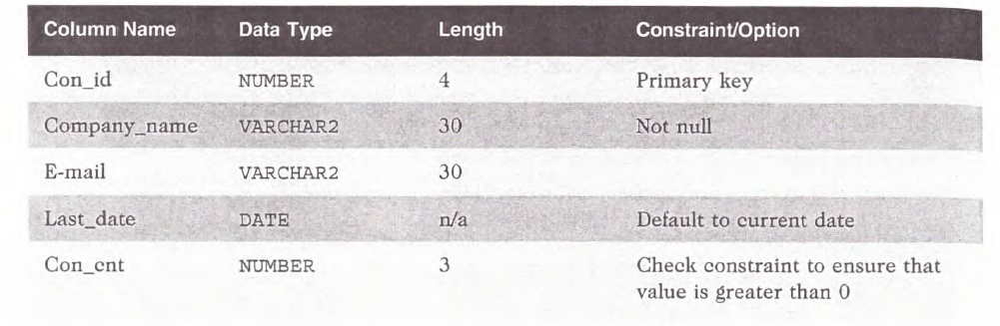 Column Name Data Type Length Constraint/Option
Con_id NUMBER 4 Primary key
Company_name VARCHAR2 30 Not null
E-mail VARCHAR2 30
Last_date DATE n/a Default to current date
Con_cnt NUMBER 3 Check constraint to ensure that
value is greater than 0